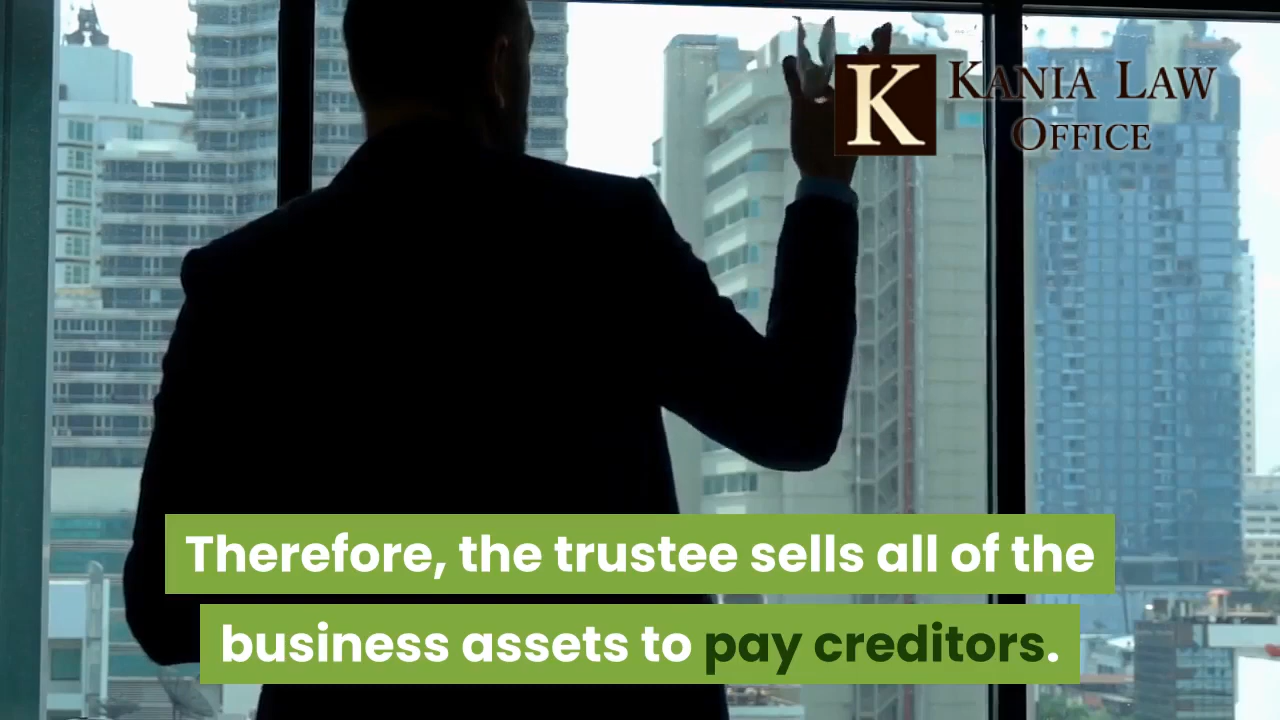 K
KANIA LAW
OFFICE
Therefore, the trustee sells all of the
business assets to pay creditors.